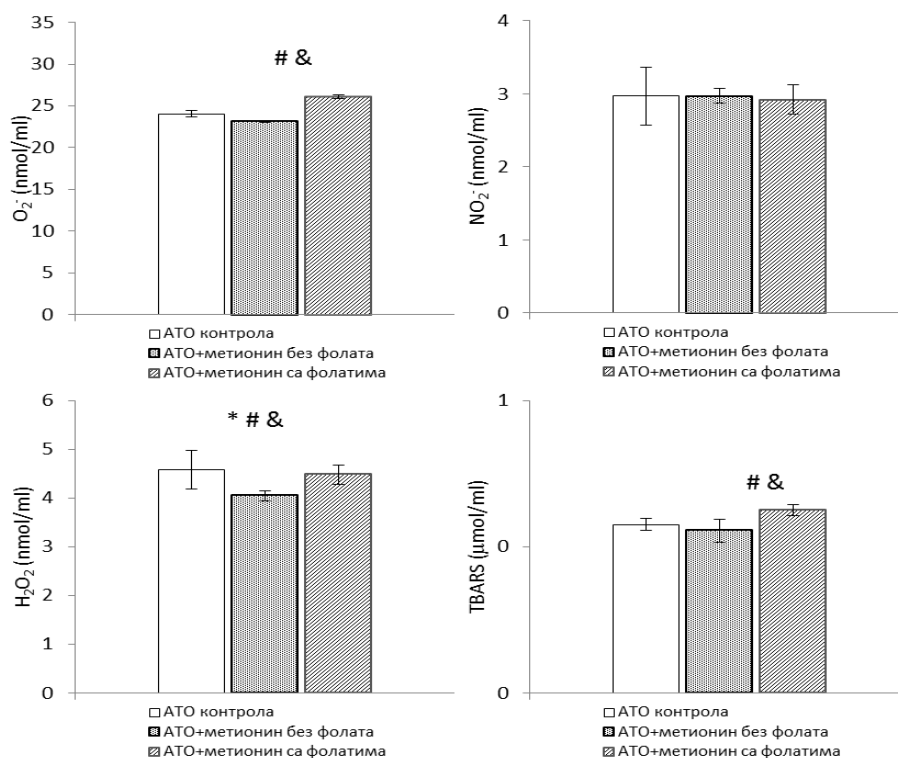 35
30
25
20
15
10
5
0
O₂⁻ (nmol/ml)
# &
АТО контрола
АТО+метионин без фолата
АТО+метионин са фолатима
4
3
2
1
0
NO₂⁻ (nmol/ml)
АТО контрола
АТО+метионин без фолата
АТО+метионин са фолатима
6
5
4
3
2
1
0
H₂O₂ (nmol/ml)
* # &
АТО контрола
АТО+метионин без фолата
АТО+метионин са фолатима
1
0
0
TBARS (μmol/ml)
# &
АТО контрола
АТО+метионин без фолата
АТО+метионин са фолатима